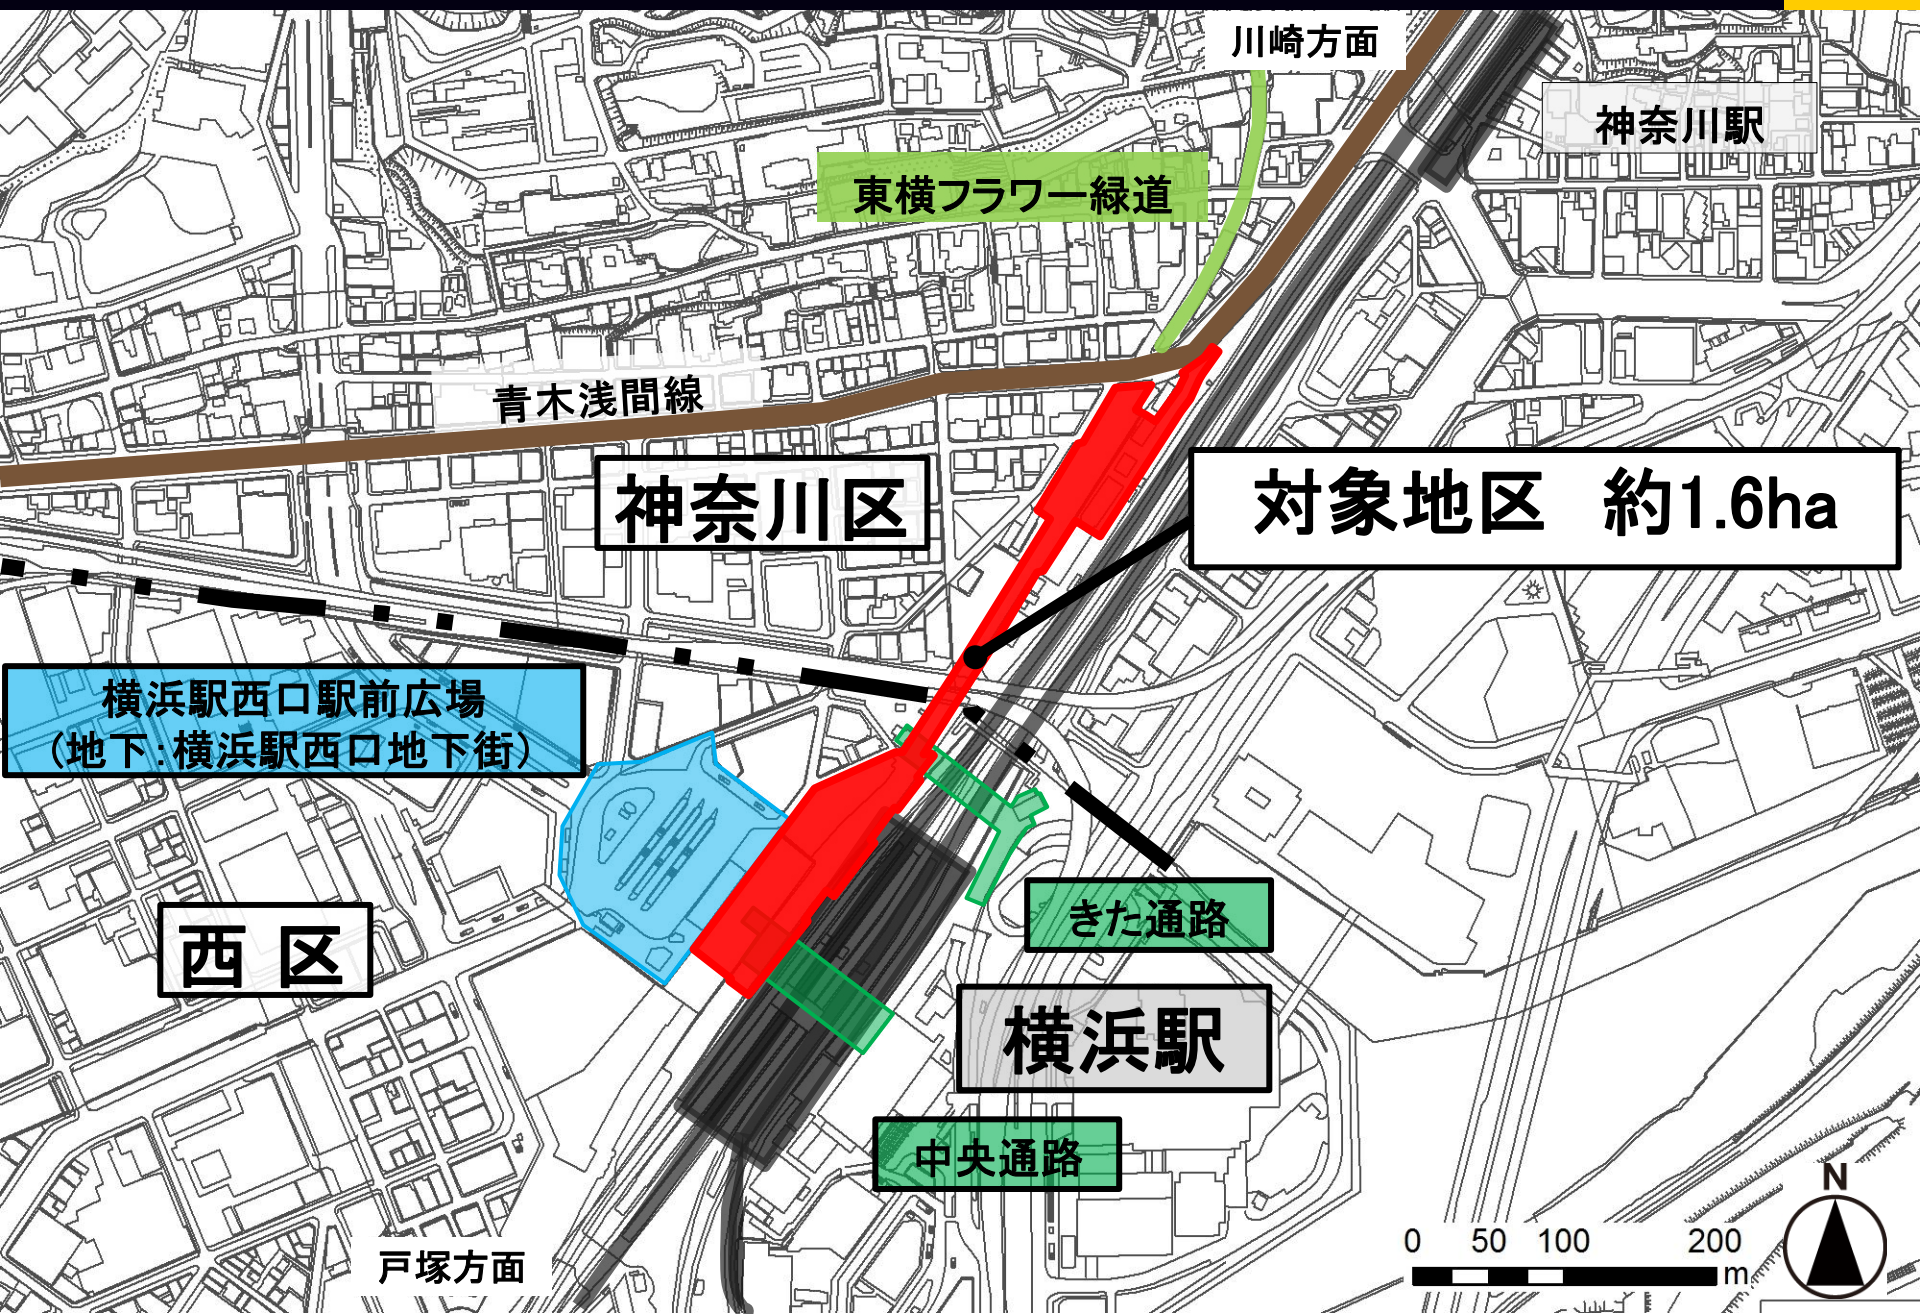 川崎方面
神奈川駅
東横フラワー緑道
青木浅間線
神奈川区
対象地区　約1.6ha
横浜駅西口駅前広場
(地下:横浜駅西口地下街)
西 区
きた通路
横浜駅
中央通路
戸塚方面
N
0 50 100 200
m